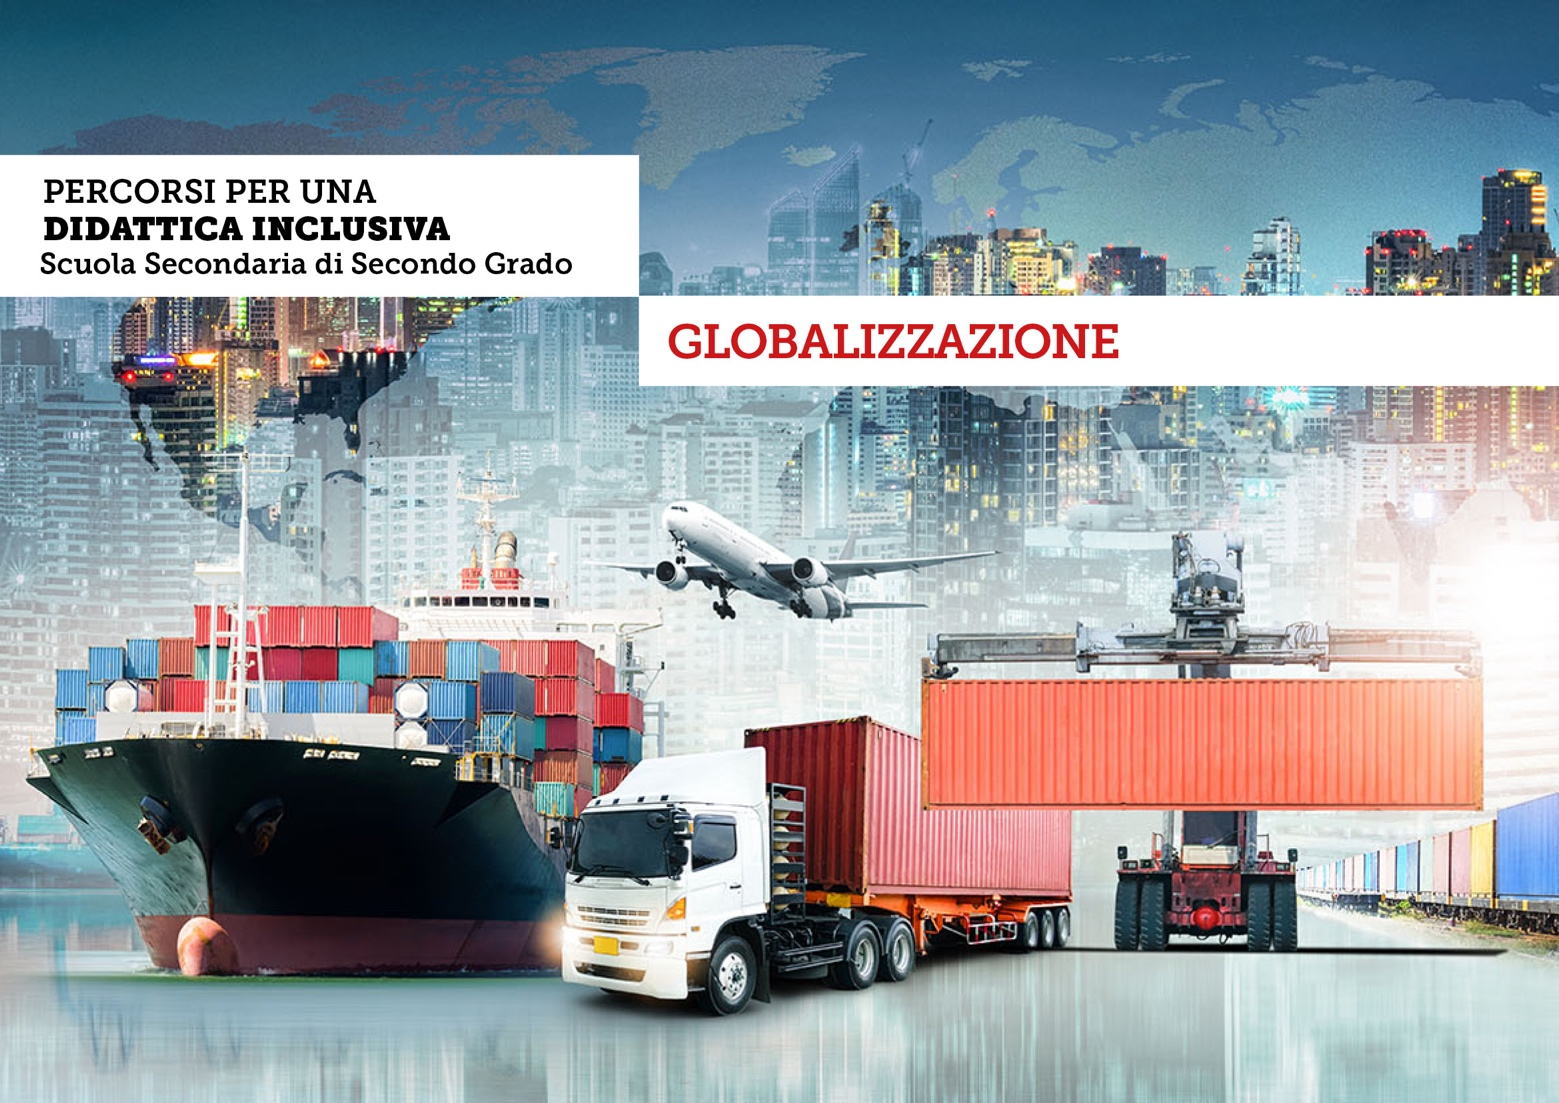 PERCORSI PER UNA
DIDATTICA INCLUSIVA
Scuola Secondaria di Secondo Grado
GLOBALIZZAZIONE